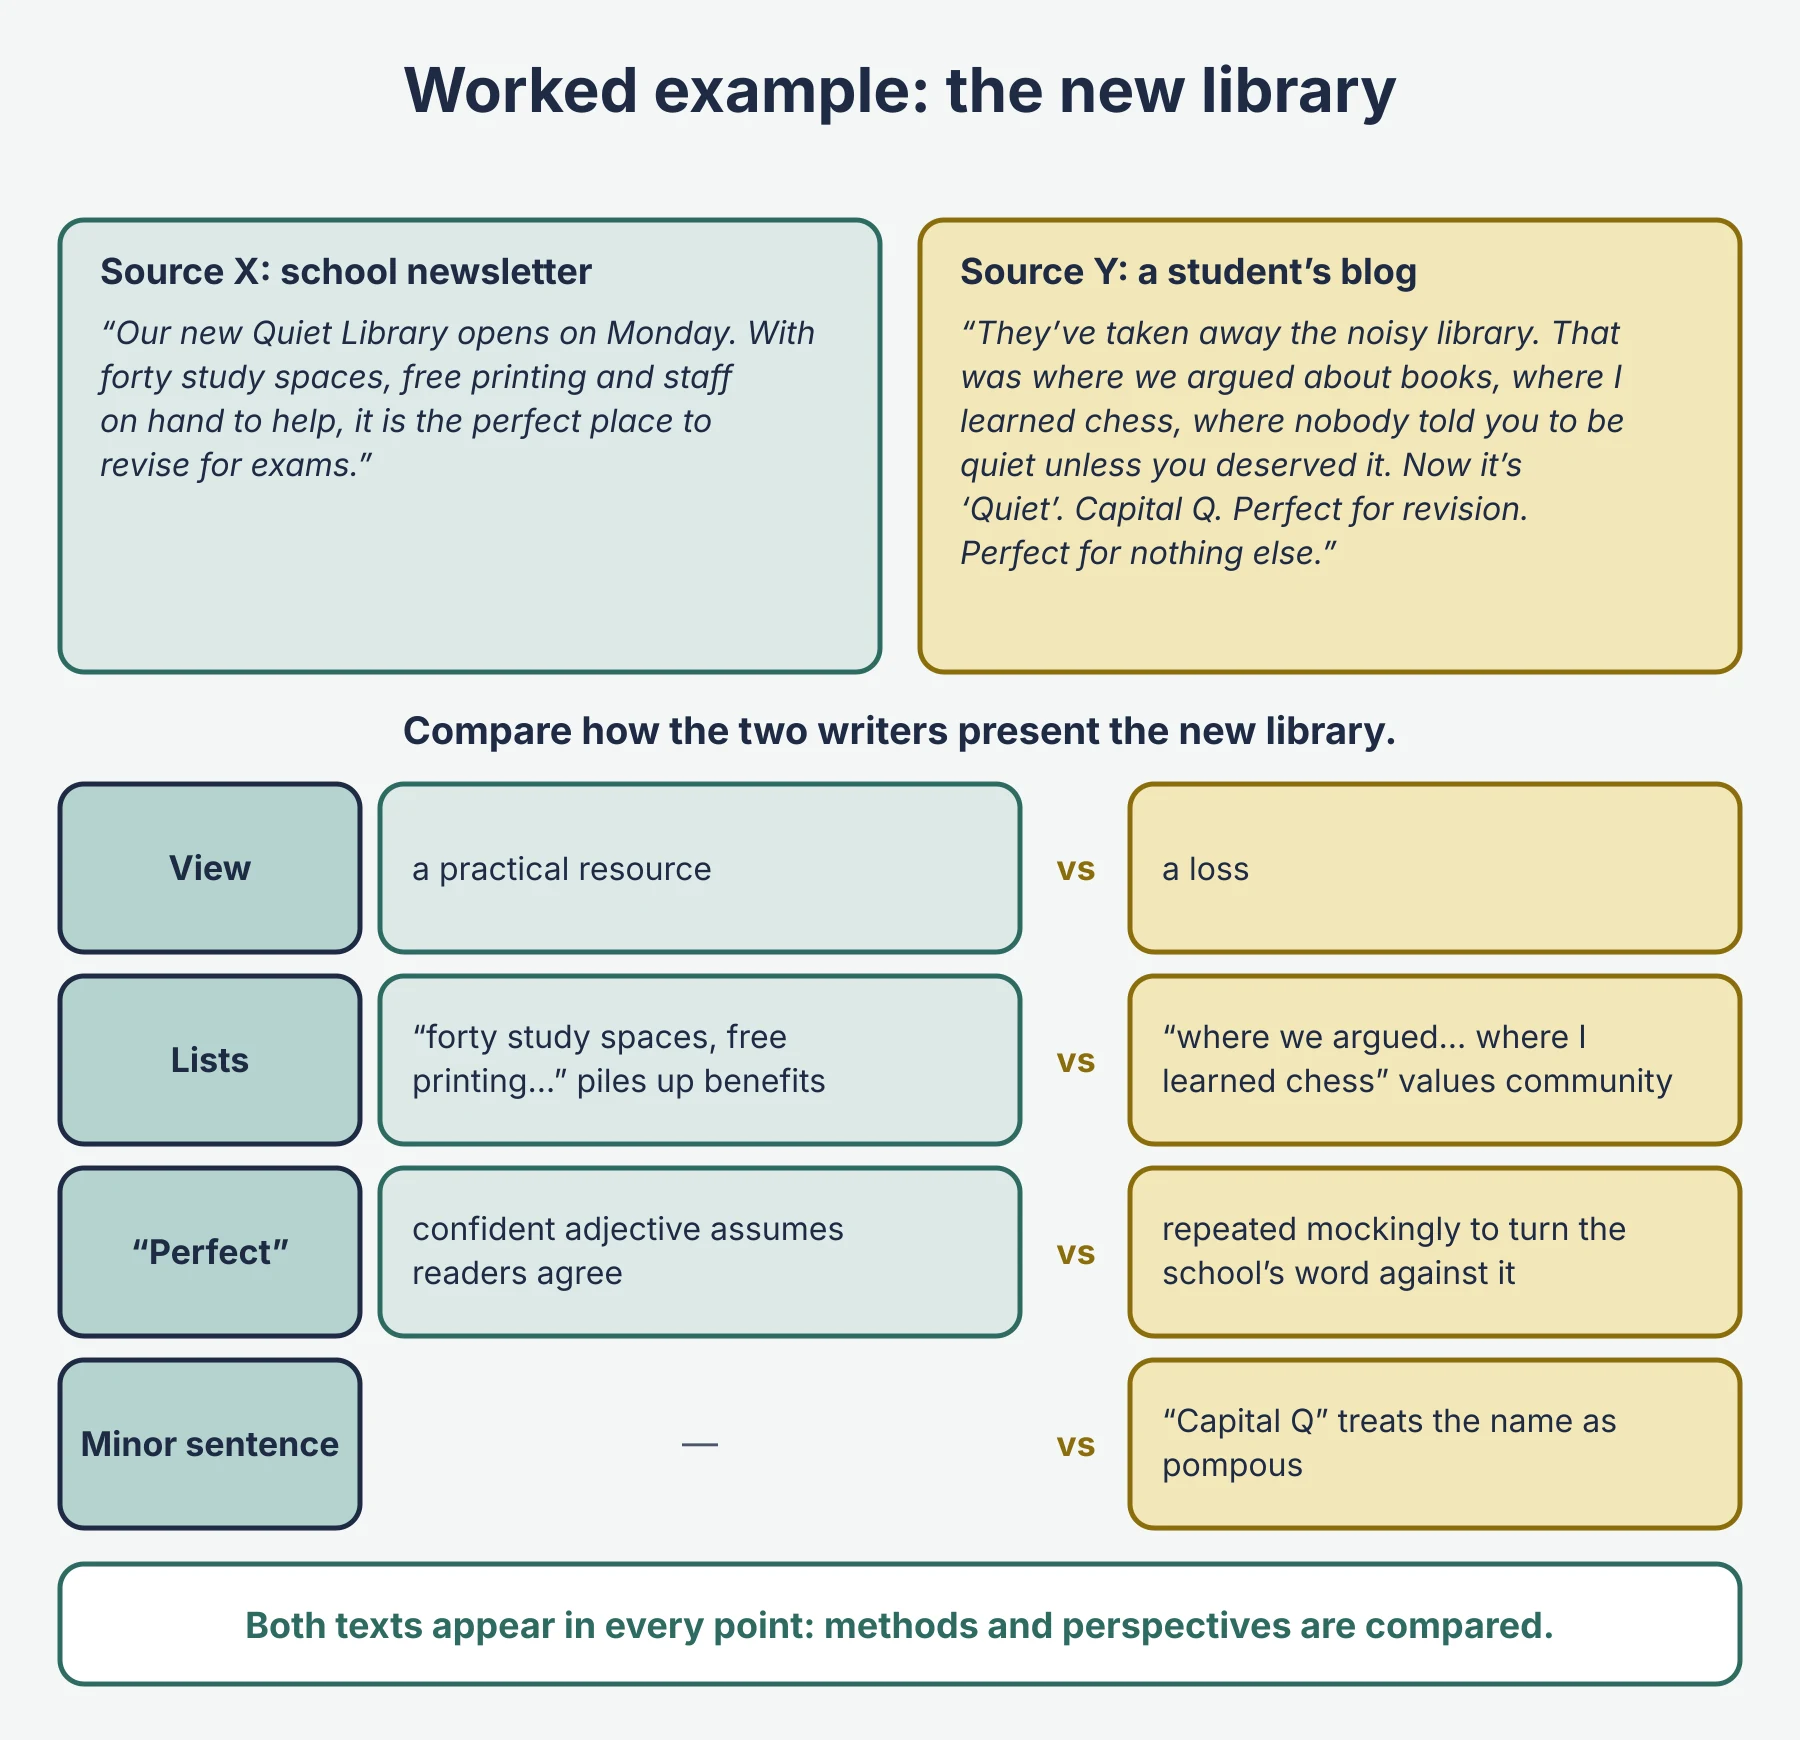 Worked example: the new library
Source X: school newsletter
“Our new Quiet Library opens on Monday. With
forty study spaces, free printing and staff
on hand to help, it is the perfect place to
revise for exams.”
Source Y: a student’s blog
“They’ve taken away the noisy library. That
was where we argued about books, where I
learned chess, where nobody told you to be
quiet unless you deserved it. Now it’s
‘Quiet’. Capital Q. Perfect for revision.
Perfect for nothing else.”
Compare how the two writers present the new library.
View
a practical resource
vs
a loss
Lists
“forty study spaces, free
printing…” piles up benefits
vs
“where we argued… where I
learned chess” values community
“Perfect”
confident adjective assumes
readers agree
vs
repeated mockingly to turn the
school’s word against it
Minor sentence
—
vs
“Capital Q” treats the name as
pompous
Both texts appear in every point: methods and perspectives are compared.